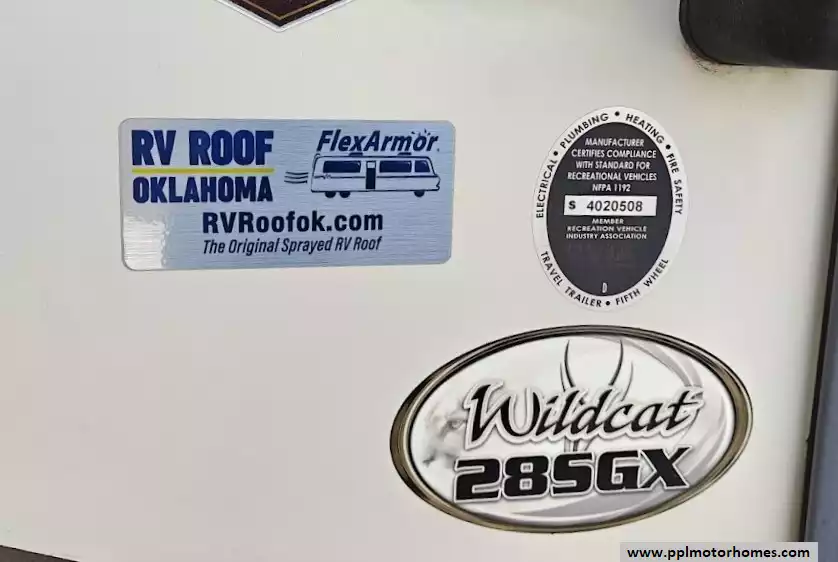 RV ROOF
OKLAHOMA
FlexArmor
RVRoofok.com
The Original Sprayed RV Roof
ELECTRICAL • PLUMBING • HEATING • FIRE SAFETY
MANUFACTURER
CERTIFIES COMPLIANCE
WITH STANDARD FOR
RECREATIONAL VEHICLES
NFPA 1192
S 4020508
MEMBER
RECREATION VEHICLE
INDUSTRY ASSOCIATION
D
TRAVEL TRAILER • FIFTH WHEEL
Wildcat
28SGX
www.pplmotorhomes.com